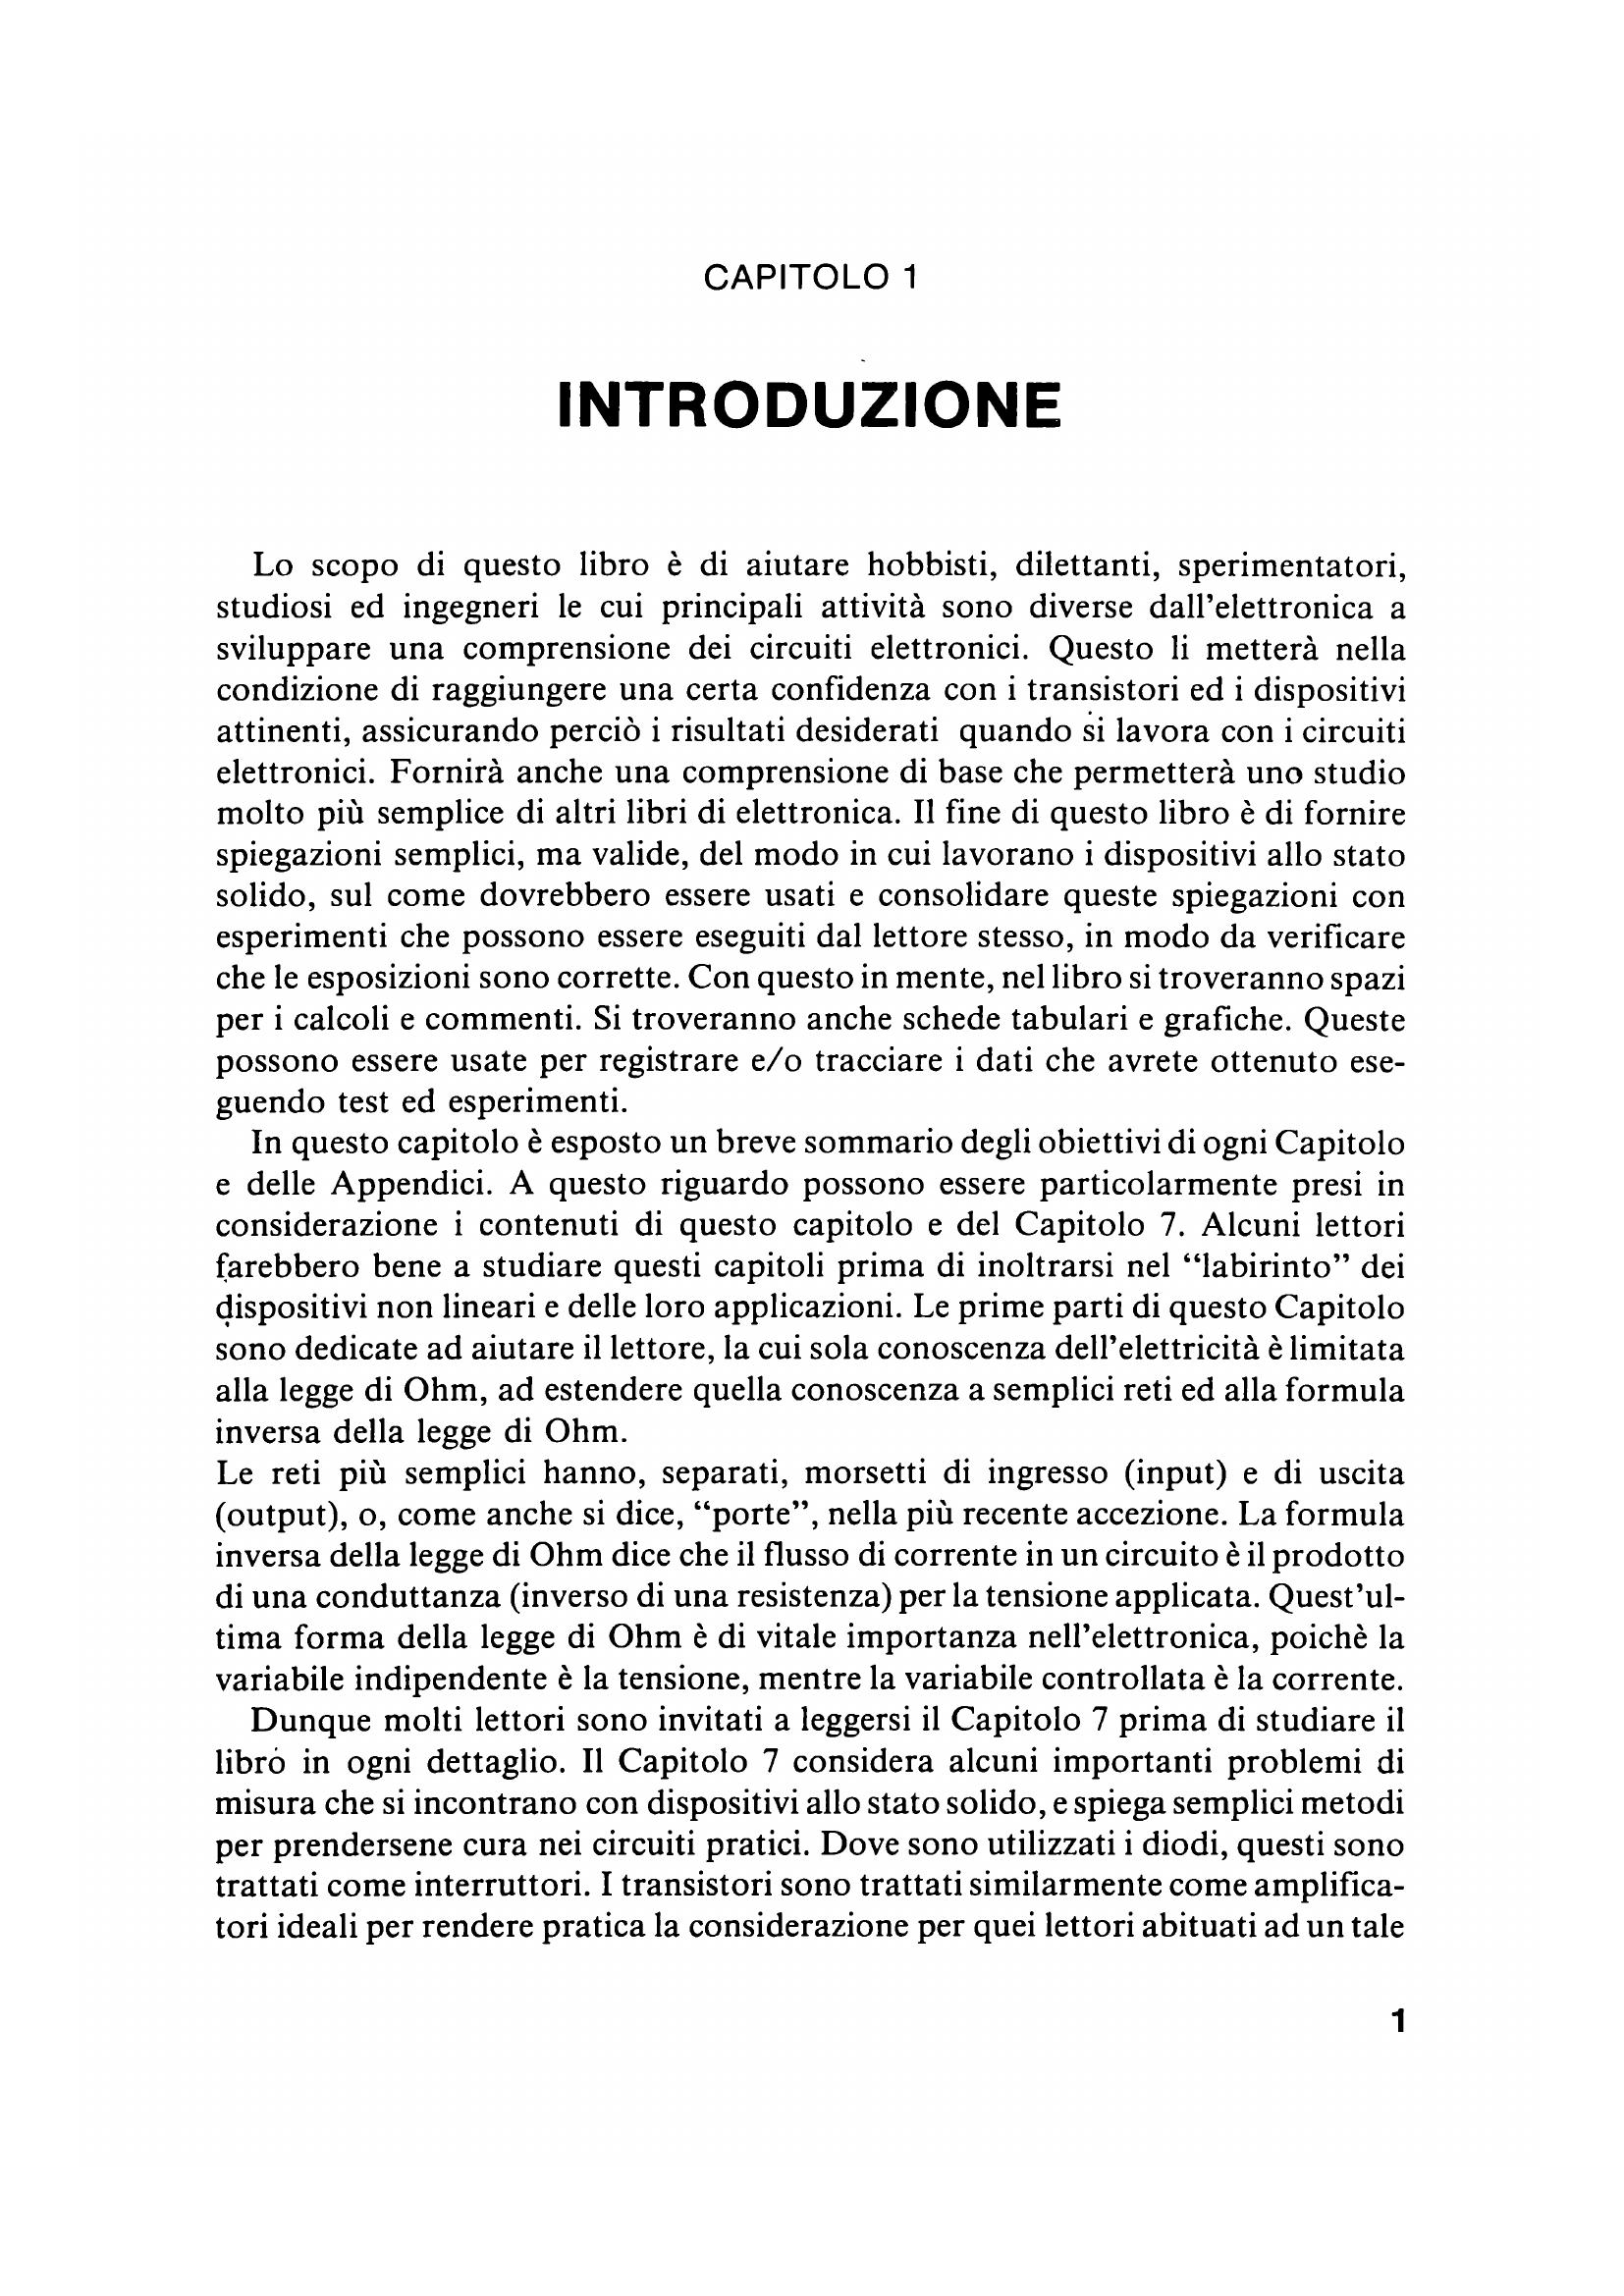 CAPITOLO 1
INTRODUZIONE
Lo scopo di questo libro è di aiutare hobbisti, dilettanti, sperimentatori,
studiosi ed ingegneri le cui principali attività sono diverse dall'elettronica a
sviluppare una comprensione dei circuiti elettronici. Questo li metterà nella
condizione di raggiungere una certa confidenza con i transistori ed i dispositivi
attinenti, assicurando perciò i risultati desiderati quando si lavora con i circuiti
elettronici. Fornirà anche una comprensione di base che permetterà uno studio
molto più semplice di altri libri di elettronica. Il fine di questo libro è di fornire
spiegazioni semplici, ma valide, del modo in cui lavorano i dispositivi allo stato
solido, sul come dovrebbero essere usati e consolidare queste spiegazioni con
esperimenti che possono essere eseguiti dal lettore stesso, in modo da verificare
che le esposizioni sono corrette. Con questo in mente, nel libro si troveranno spazi
per i calcoli e commenti. Si troveranno anche schede tabulari e grafiche. Queste
possono essere usate per registrare e/o tracciare i dati che avrete ottenuto ese-
guendo test ed esperimenti.
In questo capitolo è esposto un breve sommario degli obiettivi di ogni Capitolo
e delle Appendici. A questo riguardo possono essere particolarmente presi in
considerazione i contenuti di questo capitolo e del Capitolo 7. Alcuni lettori
farebbero bene a studiare questi capitoli prima di inoltrarsi nel “labirinto” dei
dispositivi non lineari e delle loro applicazioni. Le prime parti di questo Capitolo
sono dedicate ad aiutare il lettore, la cui sola conoscenza dell'elettricità è limitata
alla legge di Ohm, ad estendere quella conoscenza a semplici reti ed alla formula
inversa della legge di Ohm.
Le reti più semplici hanno, separati, morsetti di ingresso (input) e di uscita
(output), o, come anche si dice, “porte”, nella più recente accezione. La formula
inversa della legge di Ohm dice che il flusso di corrente in un circuito è il prodotto
di una conduttanza (inverso di una resistenza) per la tensione applicata. Quest'ul-
tima forma della legge di Ohm è di vitale importanza nell'elettronica, poichè la
variabile indipendente è la tensione, mentre la variabile controllata è la corrente.
Dunque molti lettori sono invitati a leggersi il Capitolo 7 prima di studiare il
libro in ogni dettaglio. Il Capitolo 7 considera alcuni importanti problemi di
misura che si incontrano con dispositivi allo stato solido, e spiega semplici metodi
per prendersene cura nei circuiti pratici. Dove sono utilizzati i diodi, questi sono
trattati come interruttori. I transistori sono trattati similarmente come amplifica-
tori ideali per rendere pratica la considerazione per quei lettori abituati ad un tale
1